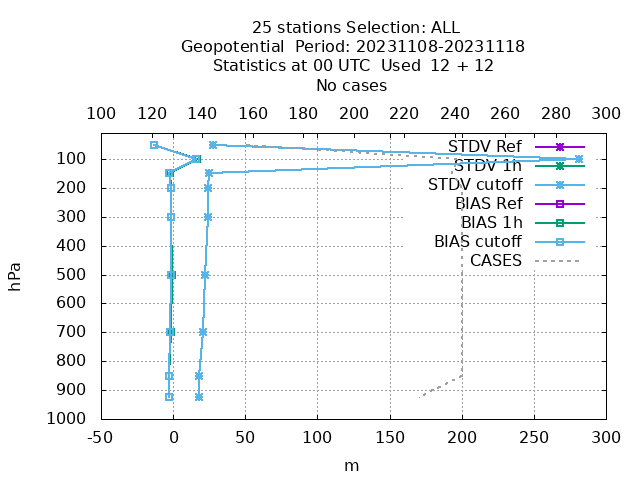 25 stations Selection: ALL
Geopotential  Period: 20231108-20231118
Statistics at 00 UTC  Used  12 + 12
No cases
100 120 140 160 180 200 220 240 260 280 300
STDV Ref
STDV 1h
STDV cutoff
BIAS Ref
BIAS 1h
BIAS cutoff
CASES
100
200
300
400
500
600
700
800
900
1000
hPa
-50 0 50 100 150 200 250 300
m